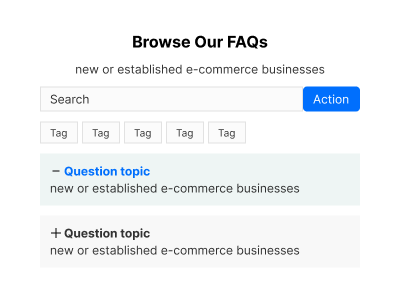 Browse Our FAQs
new or established e-commerce businesses
Search Action
Tag Tag Tag Tag Tag
− Question topic
new or established e-commerce businesses
+ Question topic
new or established e-commerce businesses